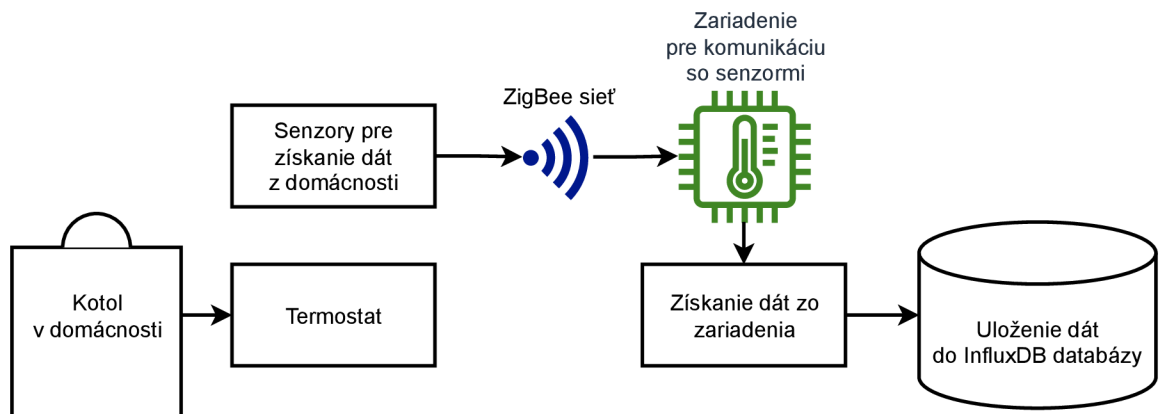 Zariadenie
pre komunikáciu
so senzormi
ZigBee sieť
Senzory pre
získanie dát
z domácnosti
Kotol
v domácnosti
Termostat
Získanie dát zo
zariadenia
Uloženie dát
do InfluxDB databázy